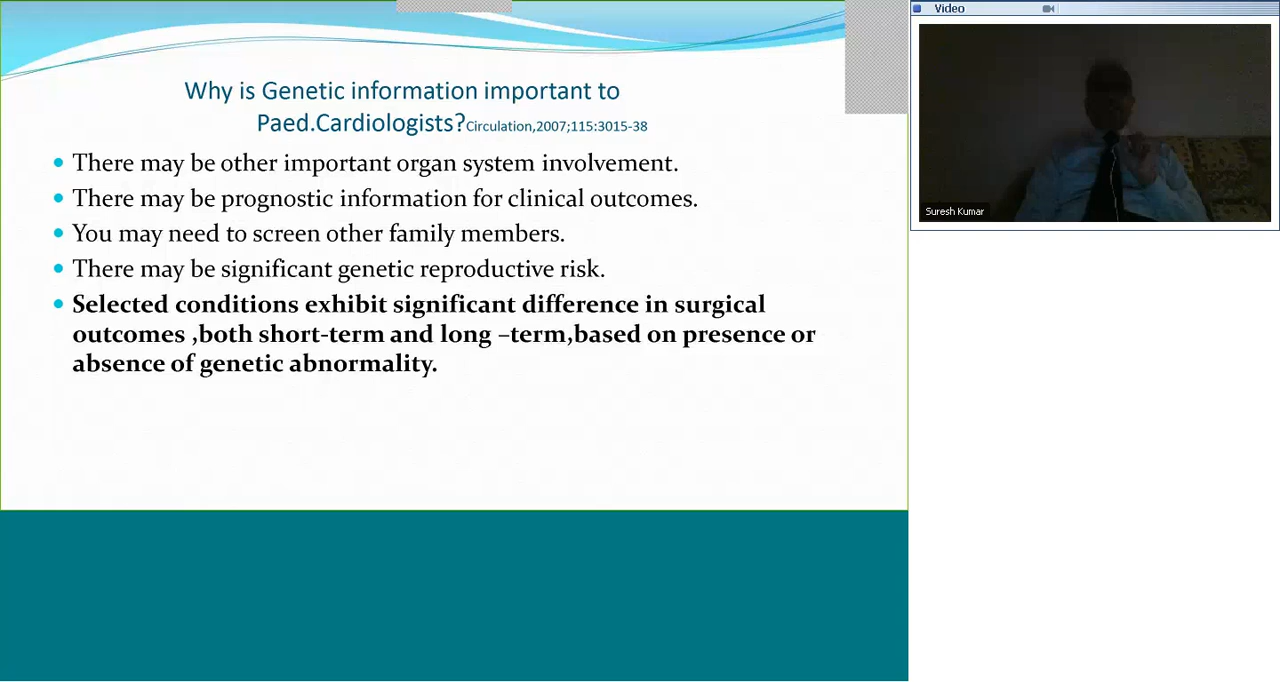 Why is Genetic information important to
Paed.Cardiologists?Circulation,2007;115:3015-38
• There may be other important organ system involvement.
• There may be prognostic information for clinical outcomes.
• You may need to screen other family members.
• There may be significant genetic reproductive risk.
• Selected conditions exhibit significant difference in surgical
outcomes ,both short-term and long –term,based on presence or
absence of genetic abnormality.
Video
Suresh Kumar